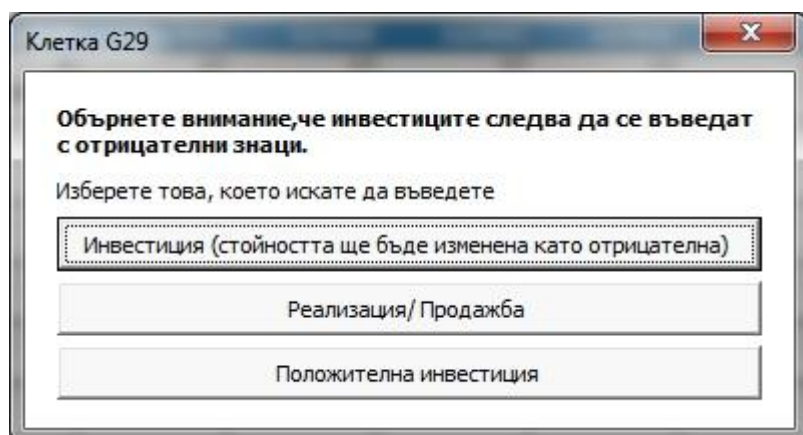 Клетка G29
Обърнете внимание,че инвестиците следва да се въведат
с отрицателни знаци.
Изберете това, което искате да въведете
Инвестиция (стойността ще бъде изменена като отрицателна)
Реализация/Продажба
Положителна инвестиция